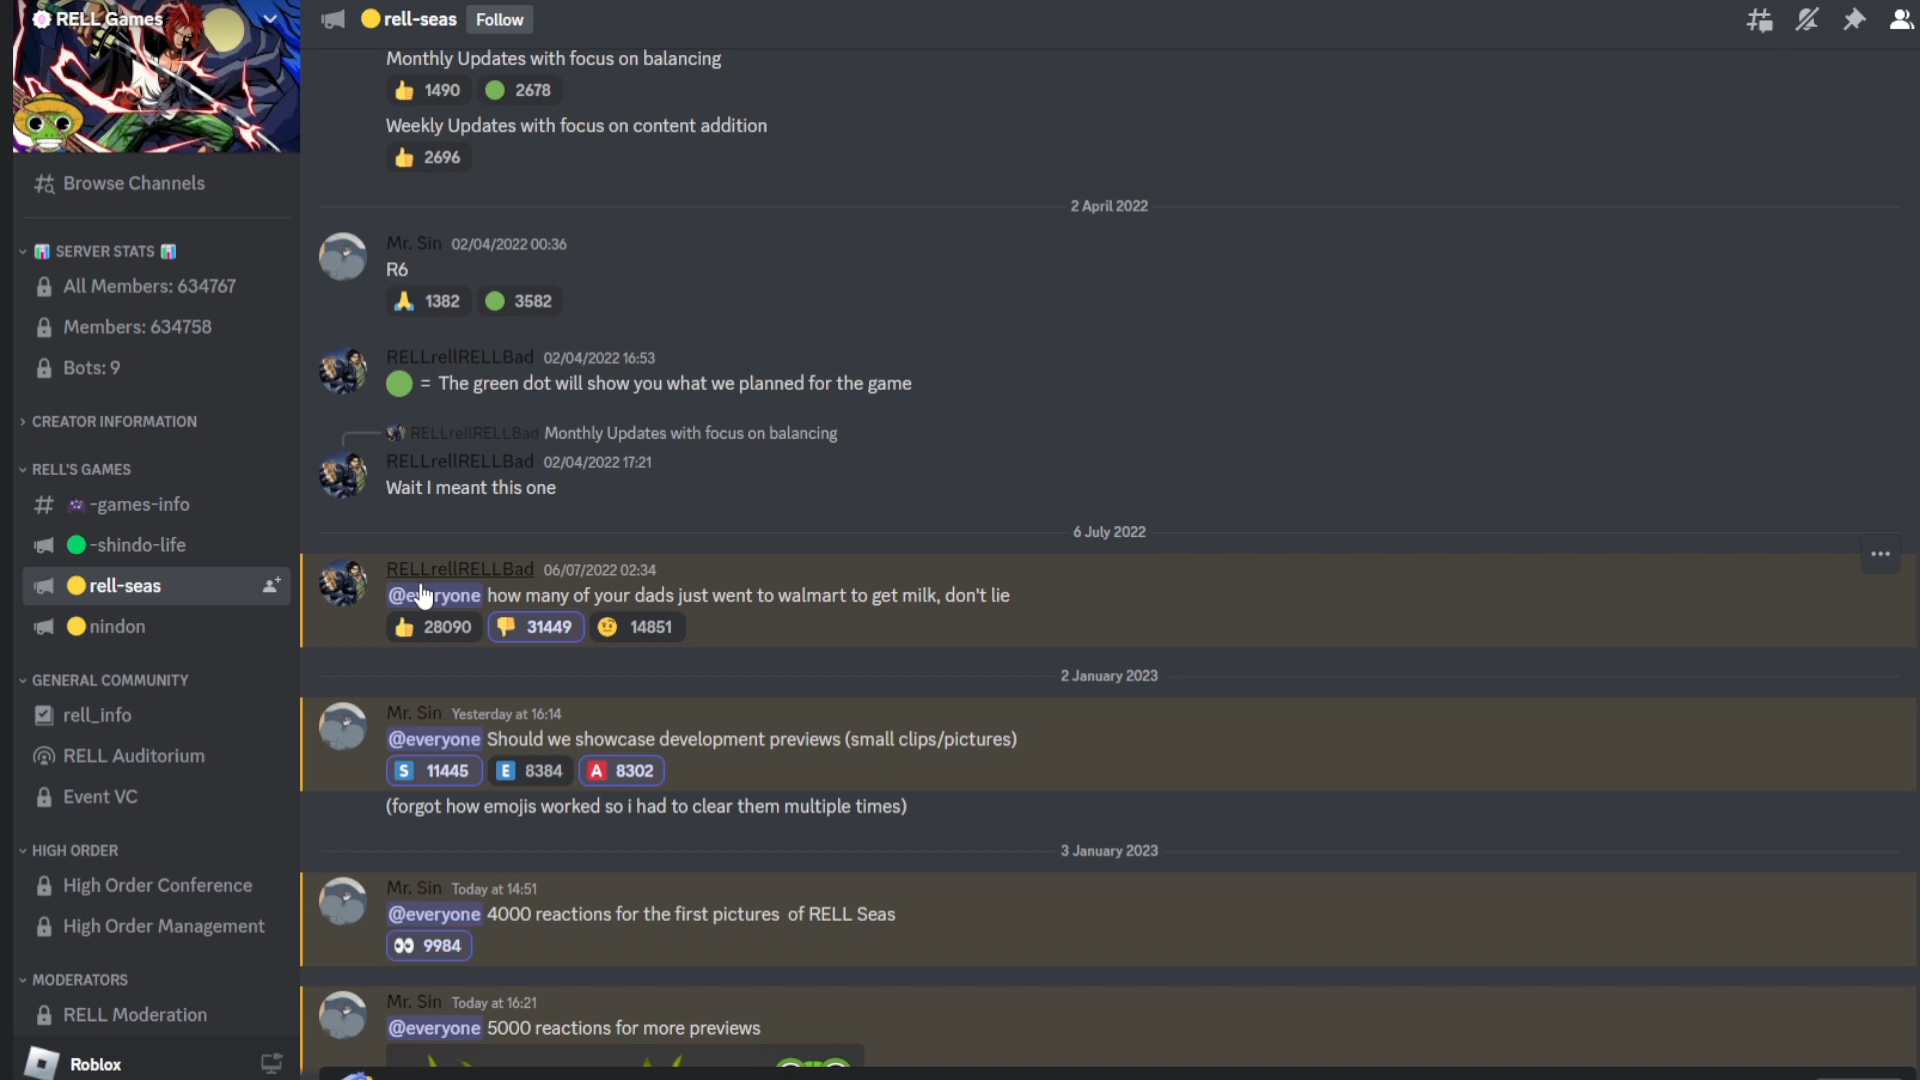 RELL Games
Browse Channels
SERVER STATS
All Members: 634767
Members: 634758
Bots: 9
CREATOR INFORMATION
RELL'S GAMES
-games-info
-shindo-life
rell-seas
nindon
GENERAL COMMUNITY
rell_info
RELL Auditorium
Event VC
HIGH ORDER
High Order Conference
High Order Management
MODERATORS
RELL Moderation
Roblox
rell-seas Follow
Monthly Updates with focus on balancing
1490 2678
Weekly Updates with focus on content addition
2696
2 April 2022
Mr. Sin 02/04/2022 00:36
R6
1382 3582
RELLrellRELLBad 02/04/2022 16:53
= The green dot will show you what we planned for the game
RELLrellRELLBad Monthly Updates with focus on balancing
RELLrellRELLBad 02/04/2022 17:21
Wait I meant this one
6 July 2022
RELLrellRELLBad 06/07/2022 02:34
@everyone how many of your dads just went to walmart to get milk, don't lie
28090 31449 14851
2 January 2023
Mr. Sin Yesterday at 16:14
@everyone Should we showcase development previews (small clips/pictures)
S 11445 E 8384 A 8302
(forgot how emojis worked so i had to clear them multiple times)
3 January 2023
Mr. Sin Today at 14:51
@everyone 4000 reactions for the first pictures of RELL Seas
9984
Mr. Sin Today at 16:21
@everyone 5000 reactions for more previews